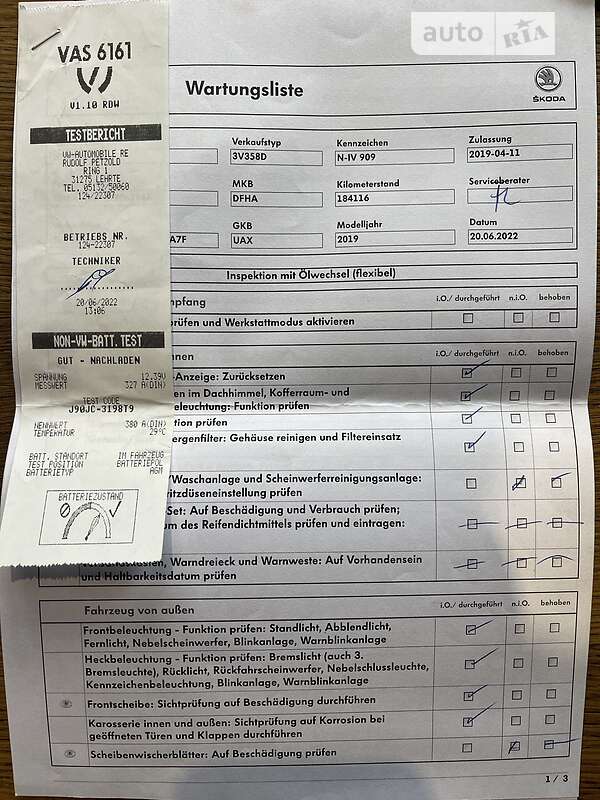 auto RIA
VAS 6161
V1.10 RDW
TESTBERICHT
VW-AUTOMOBILE RE
RUDOLF PETZOLD
RING 1
31275 LEHRTE
TEL. 05132/50060
124/22307
BETRIEBS NR.
124-22307
TECHNIKER
20/06/2022
13:06
NON-VW-BATT.TEST
GUT - NACHLADEN
SPANNUNG 12.39V
MESSWERT 327 A(DIN)
TEST CODE
J90JC-3198T9
NENNWERT 380 A(DIN)
TEMPERATUR 29°C
BATT. STANDORT IM FAHRZEUG
TEST POSITION BATTERIEPOL
BATTERIETYP AGM
BATTERIEZUSTAND
Wartungsliste
ŠKODA
Verkaufstyp Kennzeichen Zulassung
3V358D N-IV 909 2019-04-11
MKB Kilometerstand Serviceberater
DFHA 184116
GKB Modelljahr Datum
A7F UAX 2019 20.06.2022
Inspektion mit Ölwechsel (flexibel)
mpfang i.O./ durchgeführt n.i.O. behoben
prüfen und Werkstattmodus aktivieren
nnen i.O./ durchgeführt n.i.O. behoben
-Anzeige: Zurücksetzen
en im Dachhimmel, Kofferraum- und
beleuchtung: Funktion prüfen
ktion prüfen
ergenfilter: Gehäuse reinigen und Filtereinsatz
/Waschanlage und Scheinwerferreinigungsanlage:
ritzdüseneinstellung prüfen
Set: Auf Beschädigung und Verbrauch prüfen;
um des Reifendichtmittels prüfen und eintragen:
, Warndreieck und Warnweste: Auf Vorhandensein
und Haltbarkeitsdatum prüfen
Fahrzeug von außen i.O./ durchgeführt n.i.O. behoben
Frontbeleuchtung - Funktion prüfen: Standlicht, Abblendlicht,
Fernlicht, Nebelscheinwerfer, Blinkanlage, Warnblinkanlage
Heckbeleuchtung - Funktion prüfen: Bremslicht (auch 3.
Bremsleuchte), Rücklicht, Rückfahrscheinwerfer, Nebelschlussleuchte,
Kennzeichenbeleuchtung, Blinkanlage, Warnblinkanlage
Frontscheibe: Sichtprüfung auf Beschädigung durchführen
Karosserie innen und außen: Sichtprüfung auf Korrosion bei
geöffneten Türen und Klappen durchführen
Scheibenwischerblätter: Auf Beschädigung prüfen
1 / 3